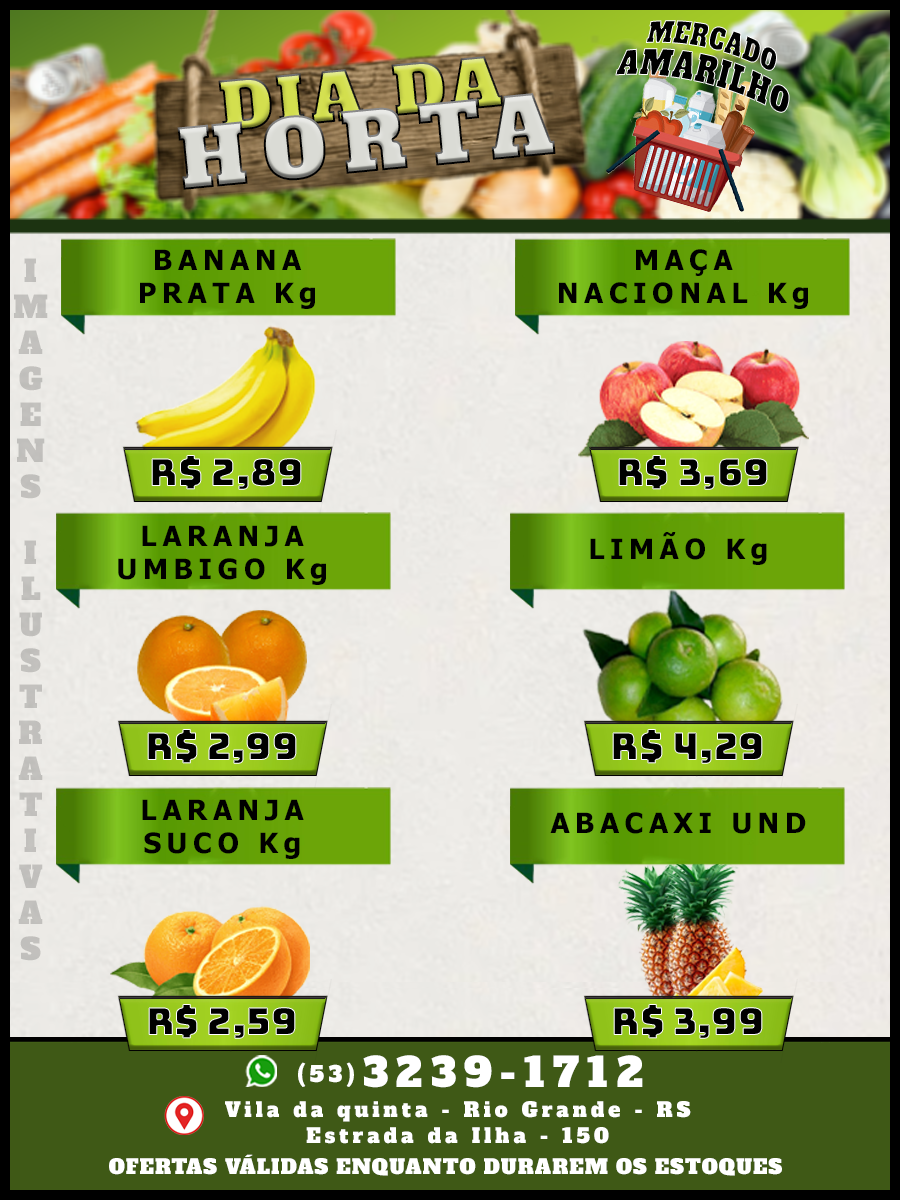 DIA DA
HORTA
MERCADO
AMARILHO
IMAGENS ILUSTRATIVAS
BANANA
PRATA Kg
R$ 2,89
MAÇA
NACIONAL Kg
R$ 3,69
LARANJA
UMBIGO Kg
R$ 2,99
LIMÃO Kg
R$ 4,29
LARANJA
SUCO Kg
R$ 2,59
ABACAXI UND
R$ 3,99
(53) 3239-1712
Vila da quinta - Rio Grande - RS
Estrada da Ilha - 150
OFERTAS VÁLIDAS ENQUANTO DURAREM OS ESTOQUES